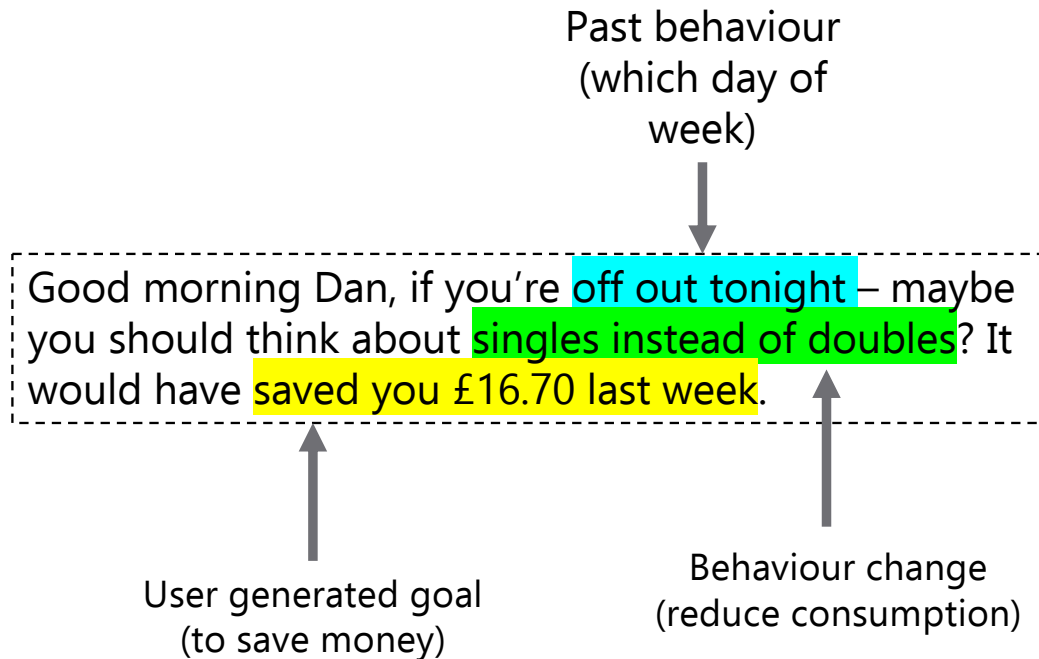 Past behaviour
(which day of
week)
Good morning Dan, if you’re off out tonight – maybe
you should think about singles instead of doubles? It
would have saved you £16.70 last week.
User generated goal
(to save money)
Behaviour change
(reduce consumption)